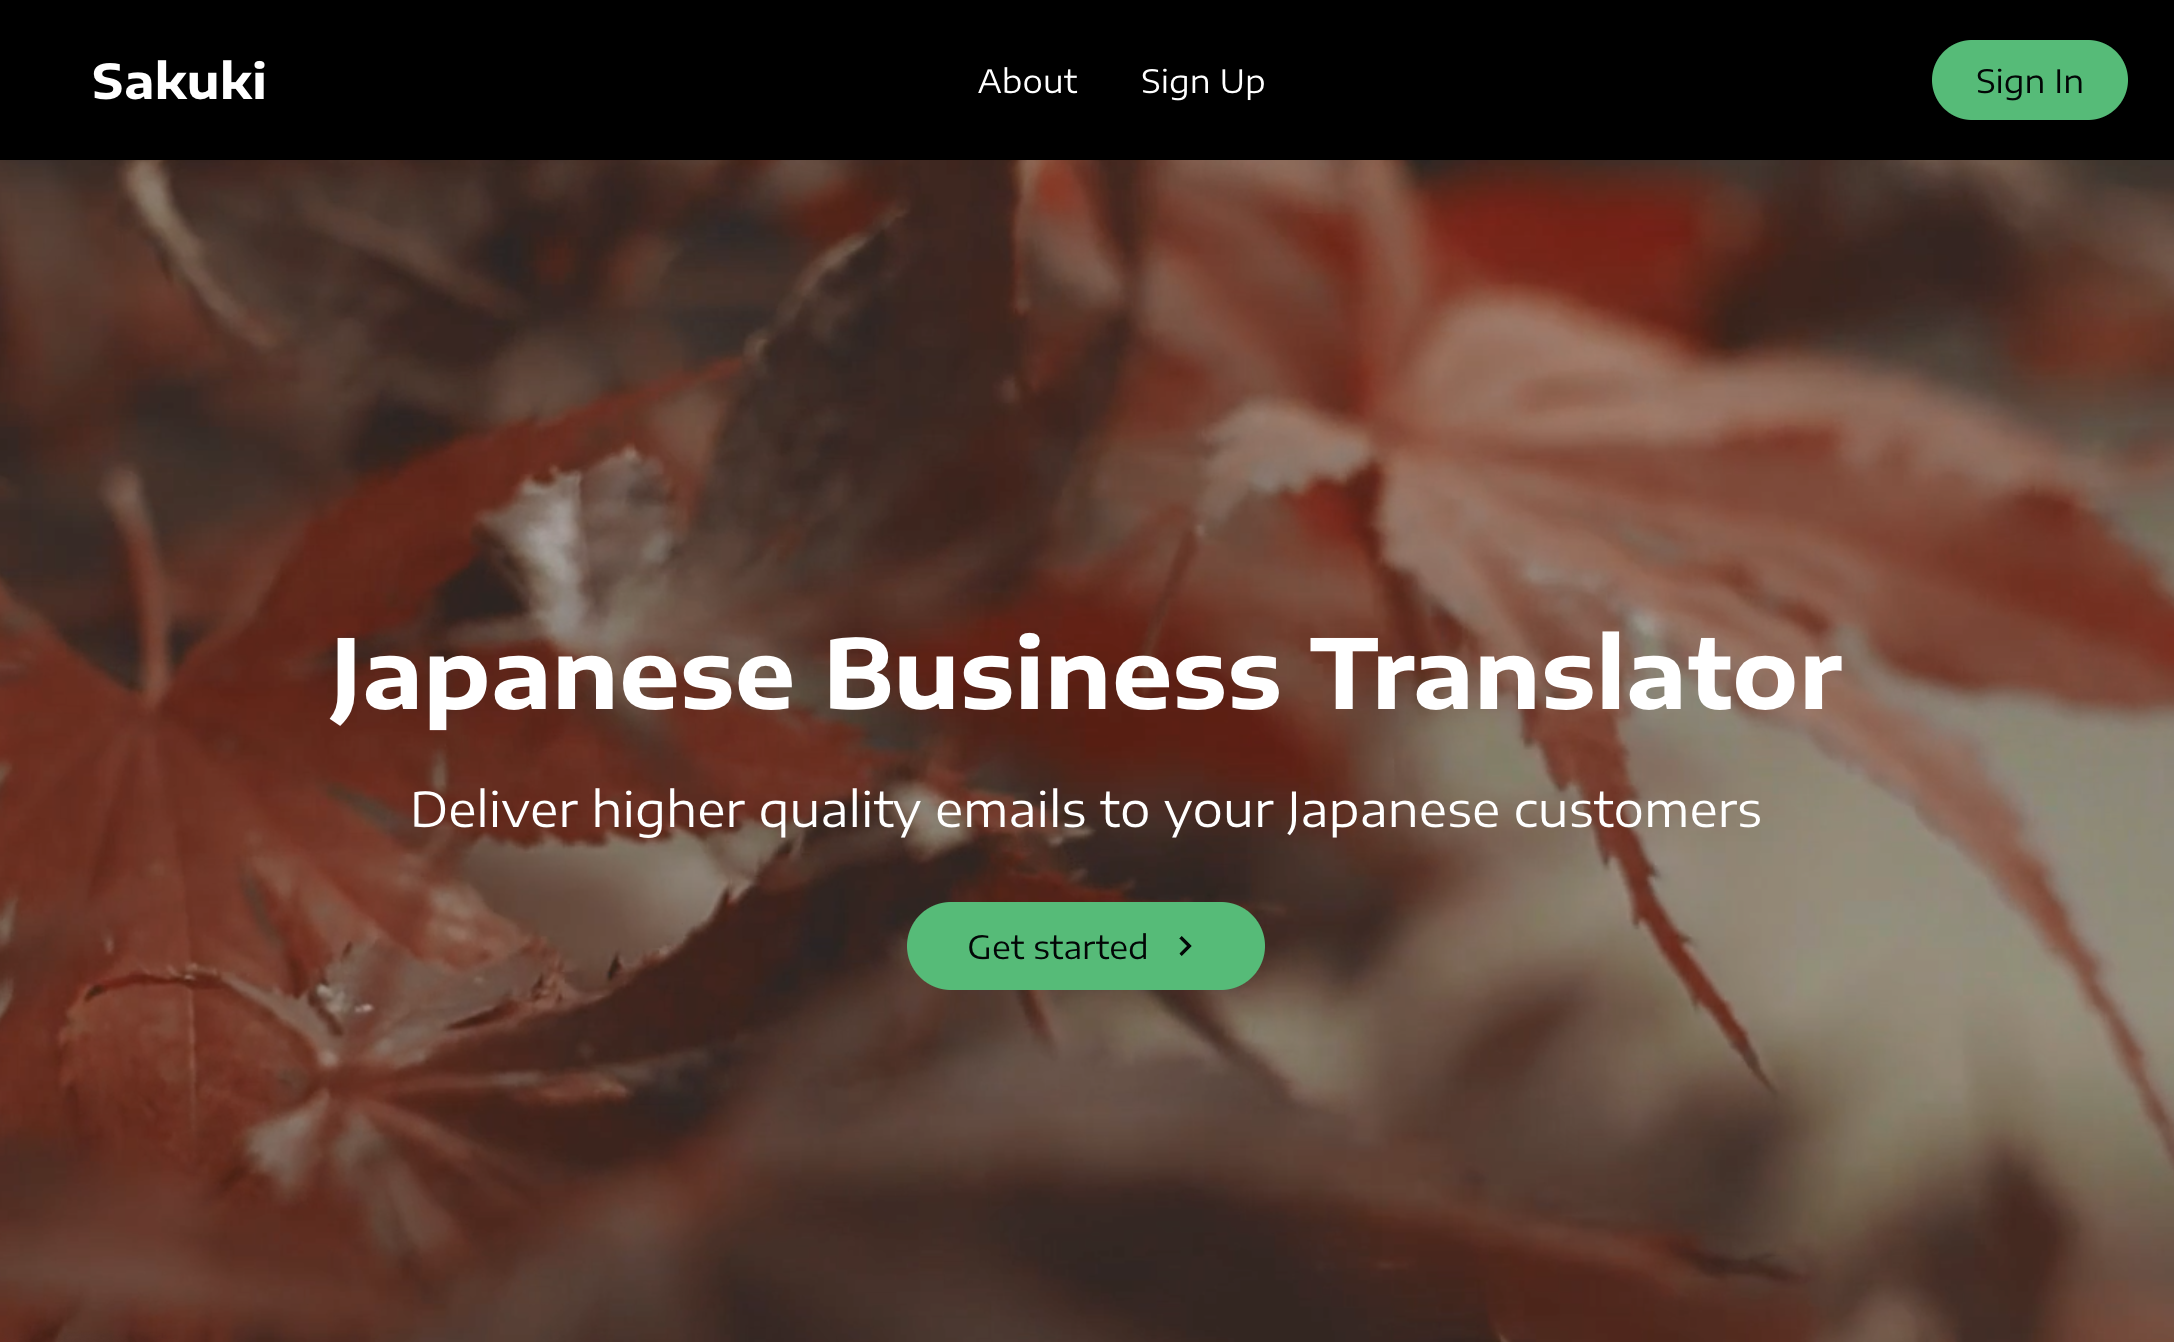 Sakuki
About
Sign Up
Sign In
Japanese Business Translator
Deliver higher quality emails to your Japanese customers
Get started